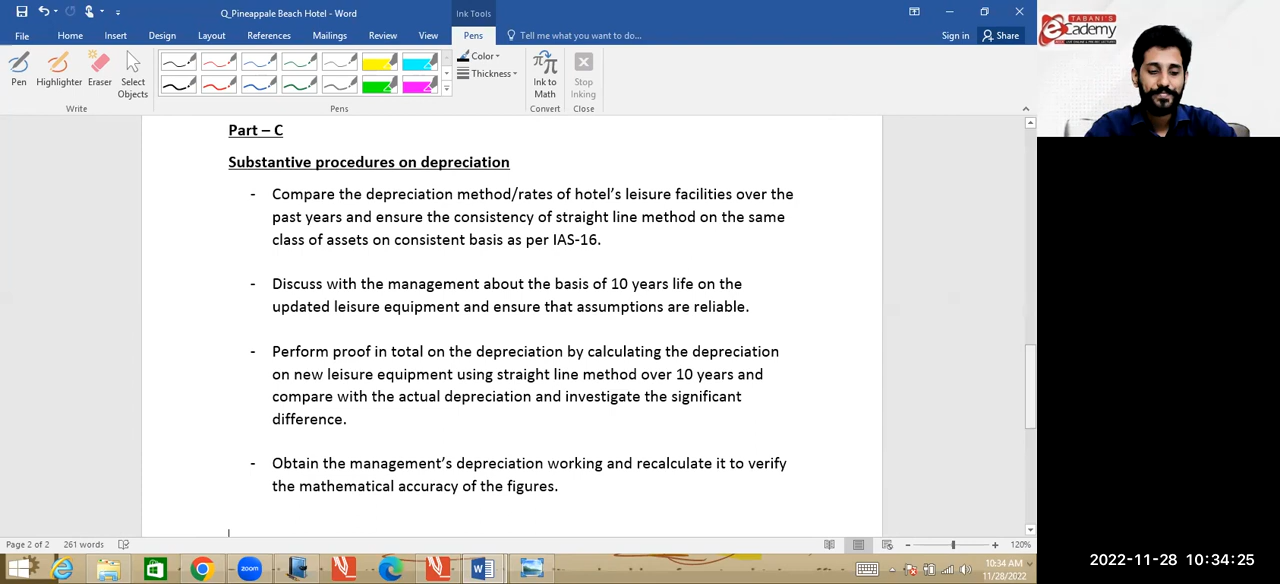 Q_Pineappale Beach Hotel - Word
Ink Tools
File Home Insert Design Layout References Mailings Review View Pens Tell me what you want to do... Sign in Share
Pen Highlighter Eraser Select Objects
Color
Thickness
Ink to Math
Stop Inking
Write Pens Convert Close
TABANI'S
eCademy
Part – C
Substantive procedures on depreciation
- Compare the depreciation method/rates of hotel's leisure facilities over the
past years and ensure the consistency of straight line method on the same
class of assets on consistent basis as per IAS-16.
- Discuss with the management about the basis of 10 years life on the
updated leisure equipment and ensure that assumptions are reliable.
- Perform proof in total on the depreciation by calculating the depreciation
on new leisure equipment using straight line method over 10 years and
compare with the actual depreciation and investigate the significant
difference.
- Obtain the management's depreciation working and recalculate it to verify
the mathematical accuracy of the figures.
Page 2 of 2 261 words 120%
zoom
10:34 AM
11/28/2022
2022-11-28 10:34:25